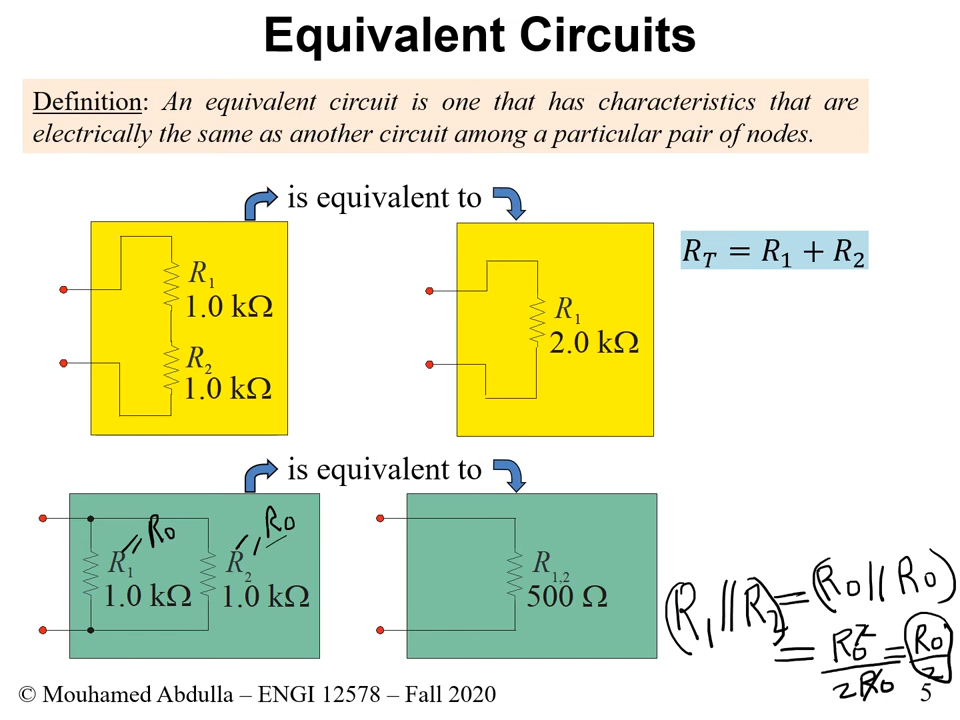 Equivalent Circuits
Definition: An equivalent circuit is one that has characteristics that are
electrically the same as another circuit among a particular pair of nodes.
is equivalent to
R₁
1.0 kΩ
R₂
1.0 kΩ
R₁
2.0 kΩ
R_T = R₁ + R₂
is equivalent to
R₁ = R₀
1.0 kΩ
R₂ = R₀
1.0 kΩ
R₁,₂
500 Ω
(R₁ // R₂) = (R₀ // R₀)
= R₀² / 2R₀ = R₀ / 2
© Mouhamed Abdulla – ENGI 12578 – Fall 2020
5